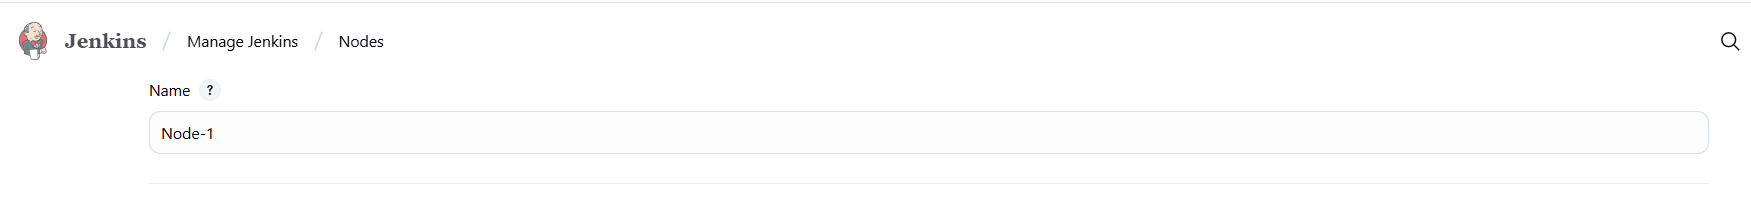 Jenkins / Manage Jenkins / Nodes
Name ?
Node-1